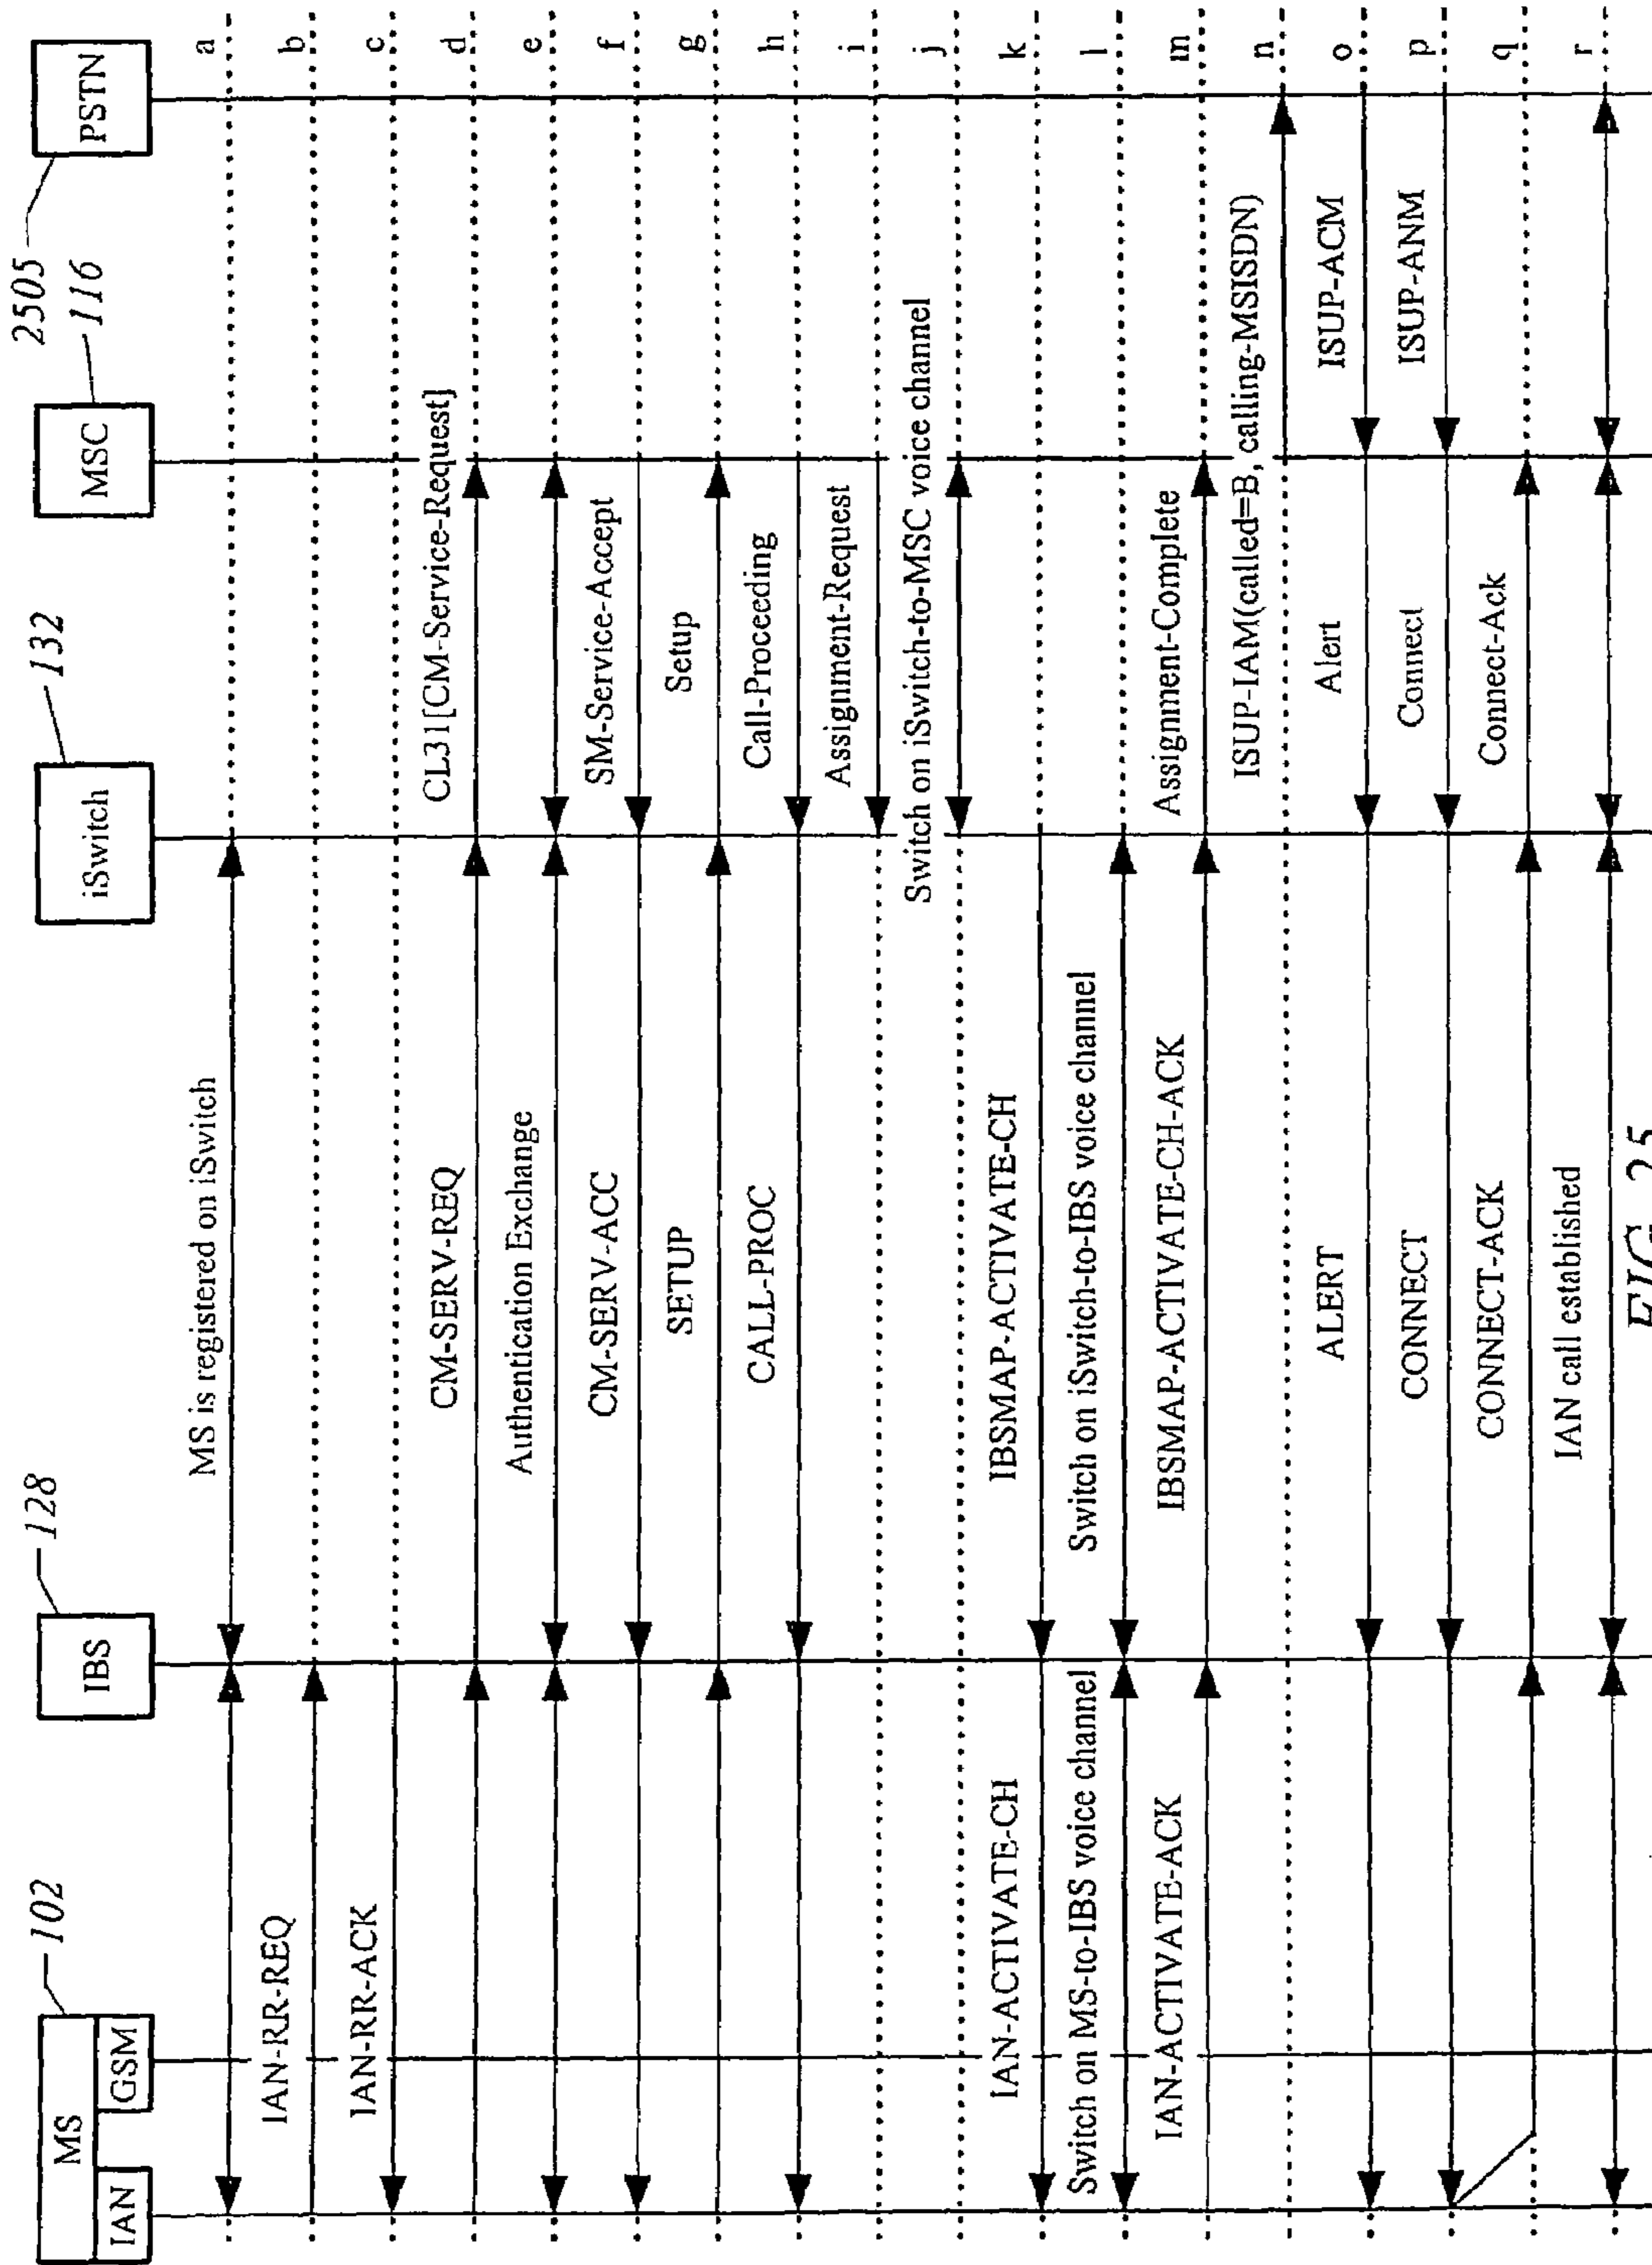 MS
IAN
GSM
102
IBS
128
iSwitch
132
MSC
116
PSTN
2505
MS is registered on iSwitch
a
IAN-RR-REQ
b
IAN-RR-ACK
c
CM-SERV-REQ
CL31[CM-Service-Request]
d
Authentication Exchange
e
CM-SERV-ACC
SM-Service-Accept
f
SETUP
Setup
g
CALL-PROC
Call-Proceeding
h
Assignment-Request
i
Switch on iSwitch-to-MSC voice channel
j
IAN-ACTIVATE-CH
IBSMAP-ACTIVATE-CH
k
Switch on MS-to-IBS voice channel
Switch on iSwitch-to-IBS voice channel
l
IAN-ACTIVATE-ACK
IBSMAP-ACTIVATE-CH-ACK
Assignment-Complete
m
ISUP-IAM(called=B, calling-MSISDN)
n
ALERT
Alert
ISUP-ACM
o
CONNECT
Connect
ISUP-ANM
p
CONNECT-ACK
Connect-Ack
q
IAN call established
r
FIG. 25